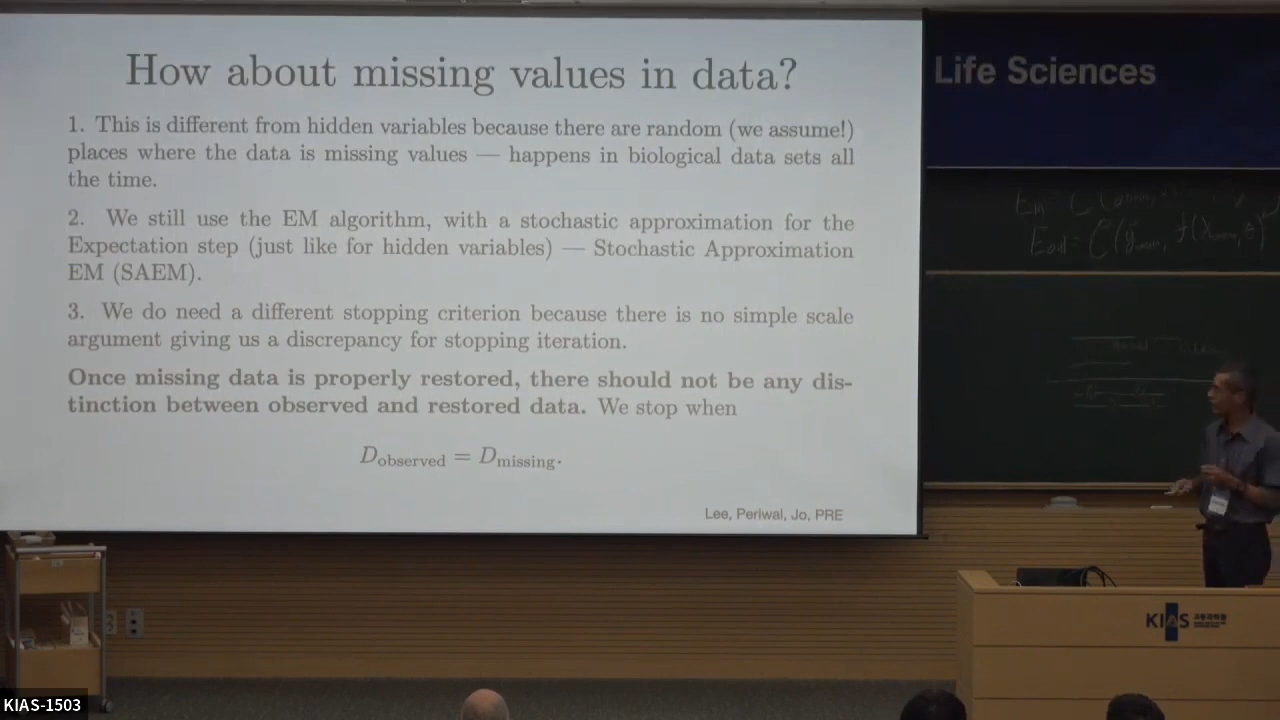 How about missing values in data?
1. This is different from hidden variables because there are random (we assume!)
places where the data is missing values — happens in biological data sets all
the time.
2. We still use the EM algorithm, with a stochastic approximation for the
Expectation step (just like for hidden variables) — Stochastic Approximation
EM (SAEM).
3. We do need a different stopping criterion because there is no simple scale
argument giving us a discrepancy for stopping iteration.
Once missing data is properly restored, there should not be any dis-
tinction between observed and restored data. We stop when
D_observed = D_missing.
Lee, Periwal, Jo, PRE
Life Sciences
KIAS
KIAS-1503